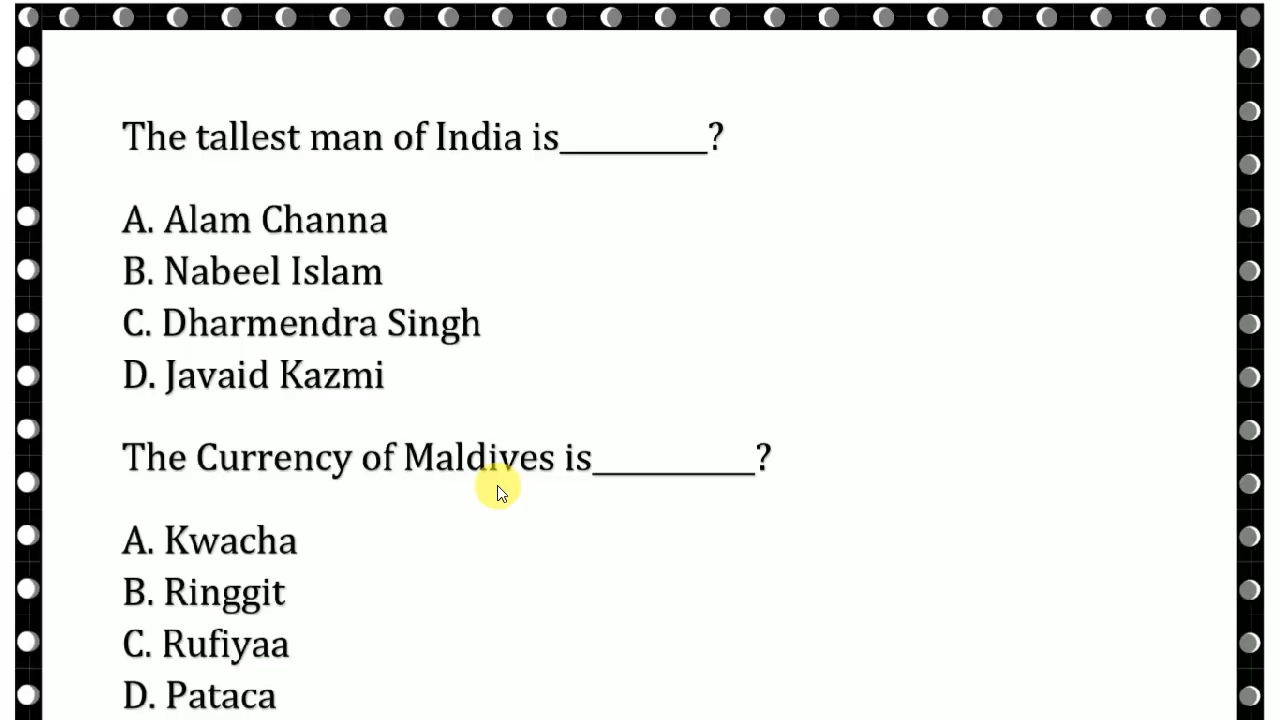 The tallest man of India is_________?
A. Alam Channa
B. Nabeel Islam
C. Dharmendra Singh
D. Javaid Kazmi
The Currency of Maldives is__________?
A. Kwacha
B. Ringgit
C. Rufiyaa
D. Pataca